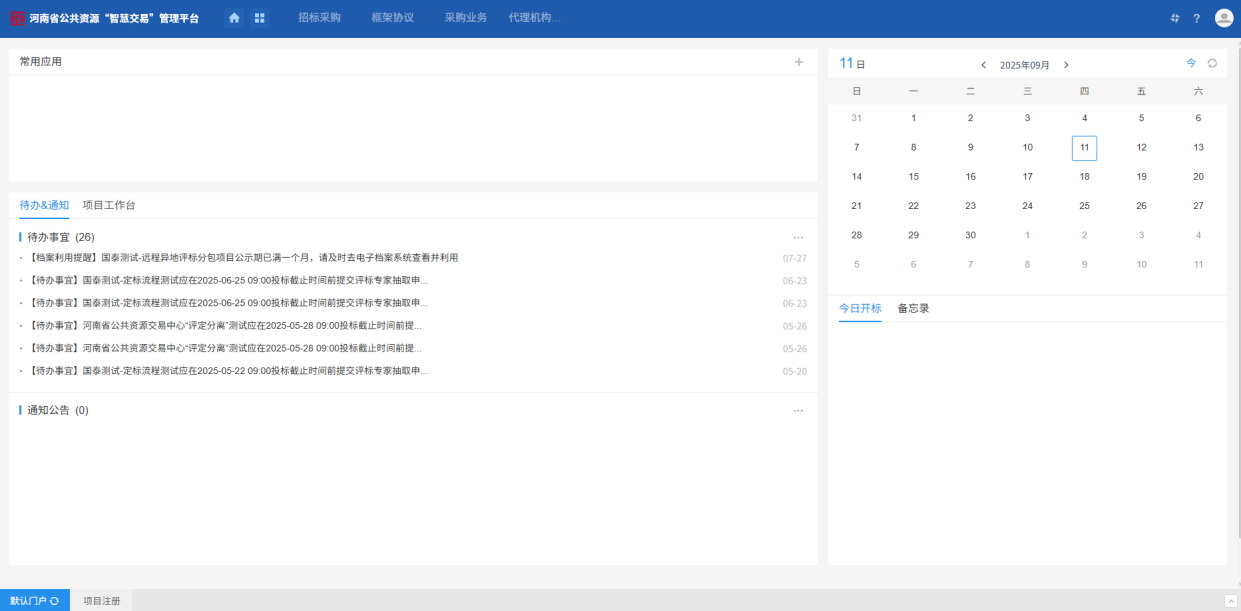 河南省公共资源“智慧交易”管理平台 招标采购 框架协议 采购业务 代理机构... ?
常用应用 +
待办&通知 项目工作台
待办事宜 (26) ...
【档案利用提醒】国泰测试-远程异地评标分包项目公示期已满一个月，请及时去电子档案系统查看并利用 07-27
【待办事宜】国泰测试-定标流程测试应在2025-06-25 09:00投标截止时间前提交评标专家抽取申... 06-23
【待办事宜】国泰测试-定标流程测试应在2025-06-25 09:00投标截止时间前提交评标专家抽取申... 06-23
【待办事宜】河南省公共资源交易中心“评定分离”测试应在2025-05-28 09:00投标截止时间前提... 05-26
【待办事宜】河南省公共资源交易中心“评定分离”测试应在2025-05-28 09:00投标截止时间前提... 05-26
【待办事宜】国泰测试-定标流程测试应在2025-05-22 09:00投标截止时间前提交评标专家抽取申... 05-20
通知公告 (0) ...
11日 < 2025年09月 > 今
日 一 二 三 四 五 六
31 1 2 3 4 5 6
7 8 9 10 11 12 13
14 15 16 17 18 19 20
21 22 23 24 25 26 27
28 29 30 1 2 3 4
5 6 7 8 9 10 11
今日开标 备忘录
默认门户 项目注册